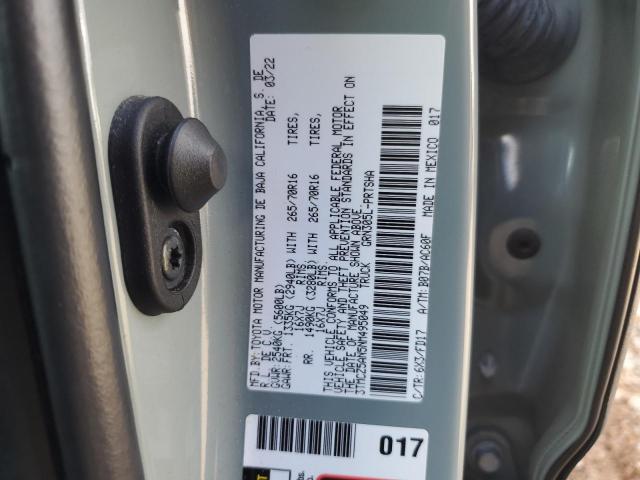 MFD.BY:TOYOTA MOTOR MANUFACTURING DE BAJA CALIFORNIA, S. DE
R. L. DE C.V. DATE: 03/22
GVWR: 2540KG (5600LB)
GAWR: FRT. 1335KG (2940LB) WITH 265/70R16 TIRES,
16X7J RIMS,
RR. 1490KG (3280LB) WITH 265/70R16 TIRES,
16X7J RIMS.
THIS VEHICLE CONFORMS TO ALL APPLICABLE FEDERAL MOTOR
VEHICLE SAFETY AND THEFT PREVENTION STANDARDS IN EFFECT ON
THE DATE OF MANUFACTURE SHOWN ABOVE.
3TMCZ5AN5NM495049 TRUCK GRN305L-PRTSHA
C/TR: 6X3/FD17 A/TM: B07B/AC60F MADE IN MEXICO 017
017